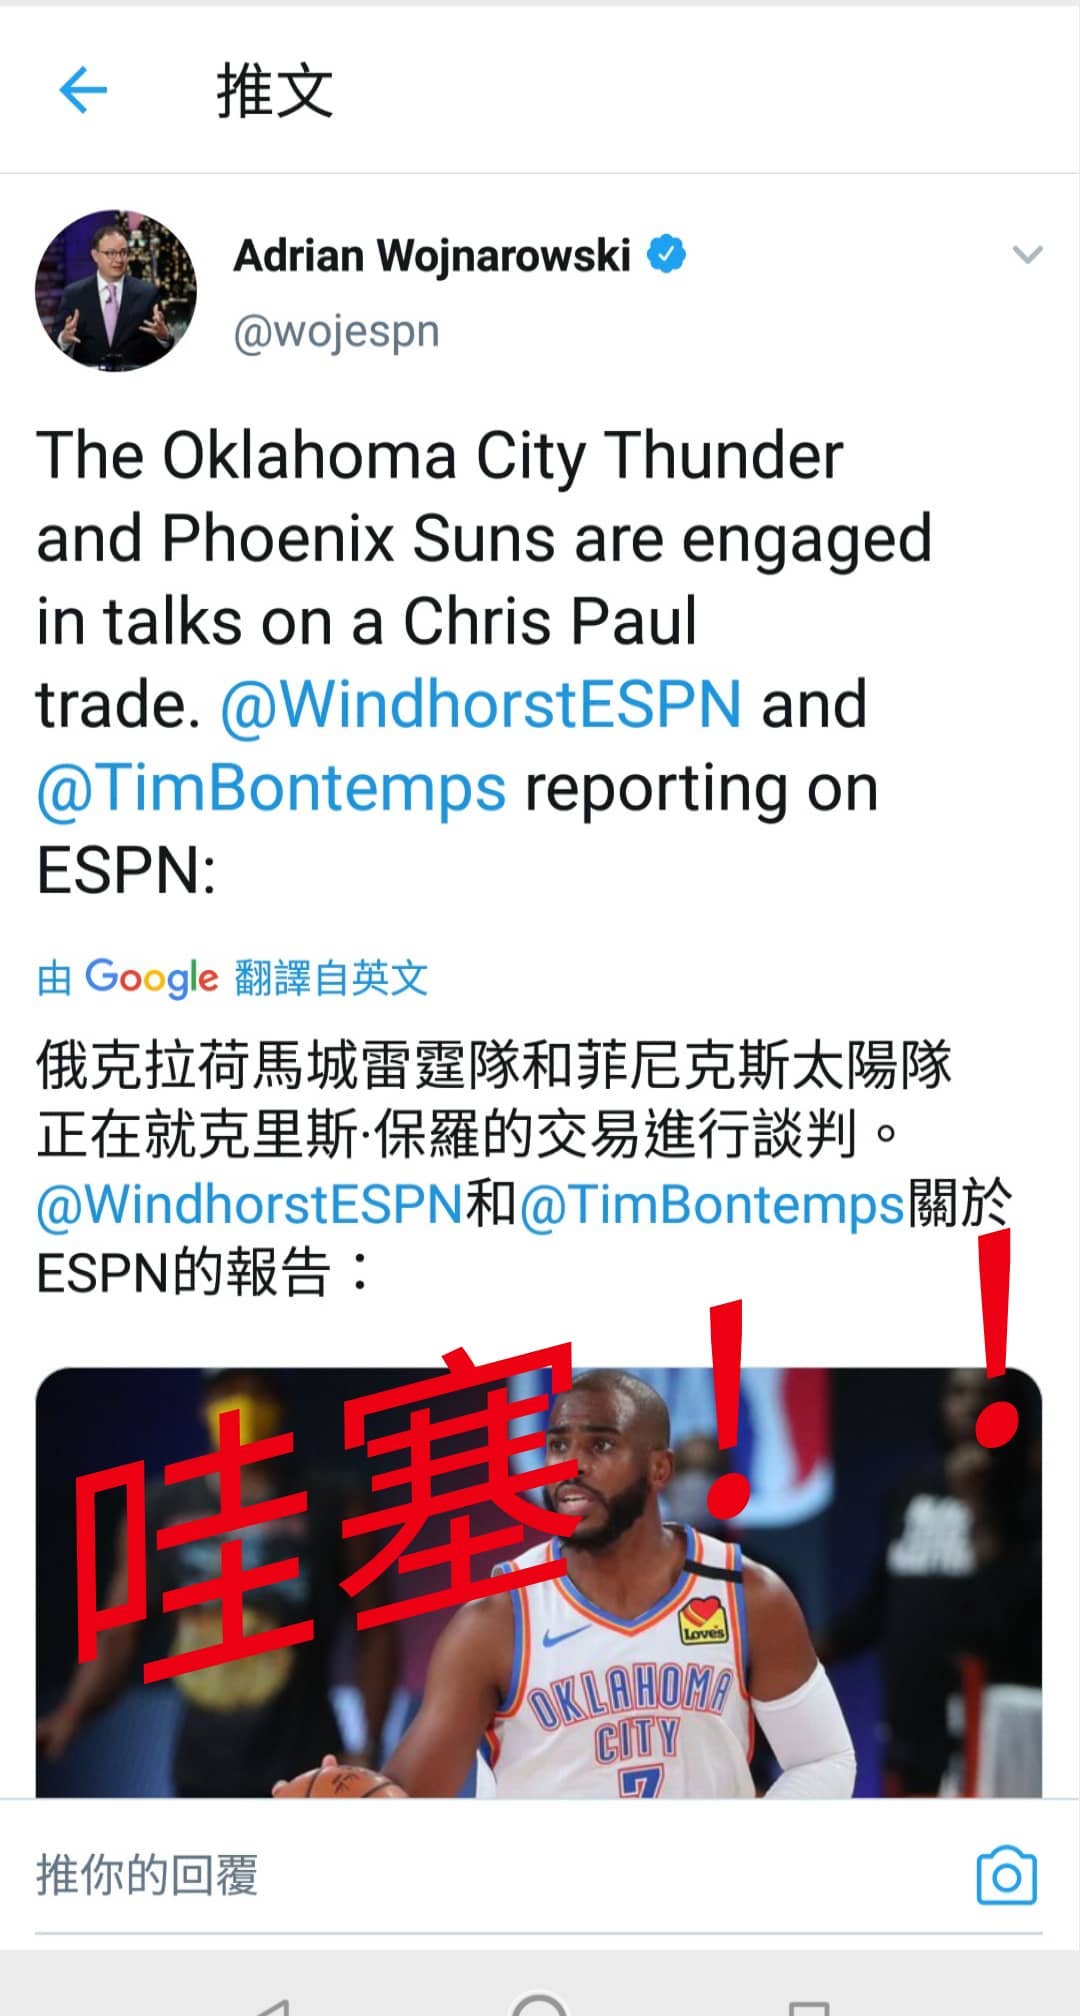 推文
Adrian Wojnarowski
@wojespn
The Oklahoma City Thunder
and Phoenix Suns are engaged
in talks on a Chris Paul
trade. @WindhorstESPN and
@TimBontemps reporting on
ESPN:
由 Google 翻譯自英文
俄克拉荷馬城雷霆隊和菲尼克斯太陽隊
正在就克里斯·保羅的交易進行談判。
@WindhorstESPN和@TimBontemps關於
ESPN的報告：
哇塞！！
Love's
OKLAHOMA
CITY
7
推你的回覆